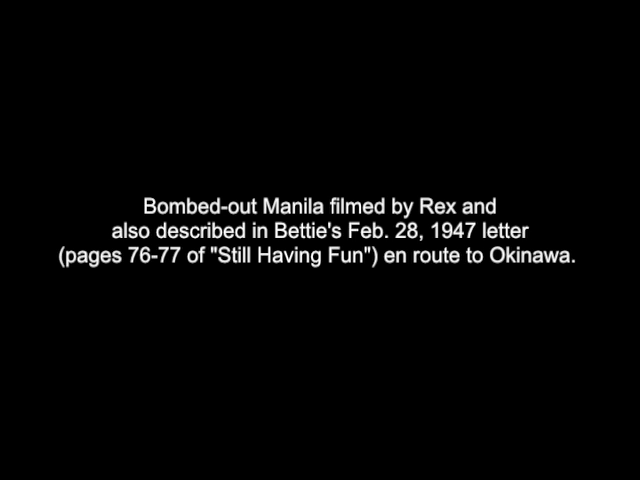 Bombed-out Manila filmed by Rex and
also described in Bettie's Feb. 28, 1947 letter
(pages 76-77 of "Still Having Fun") en route to Okinawa.